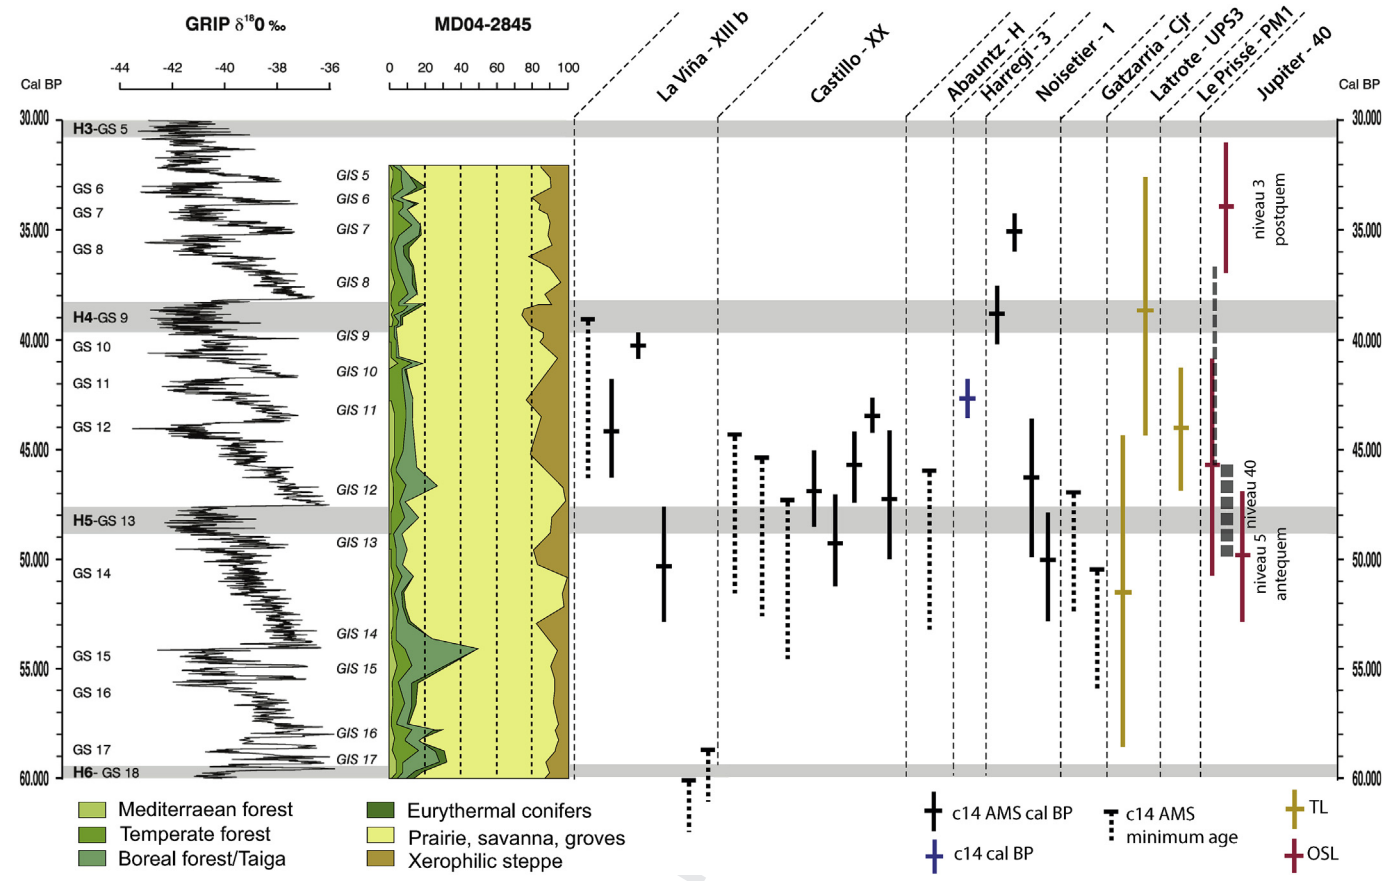 GRIP δ18O ‰
MD04-2845
La Viña - XIII b
Castillo - XX
Abauntz - H
Harregi - 3
Noisetier - 1
Gatzarria - Cjr
Latrote - UPS3
Le Prissé - PM1
Jupiter - 40
Cal BP
-44 -42 -40 -38 -36
0 20 40 60 80 100
Cal BP
30.000
35.000
40.000
45.000
50.000
55.000
60.000
H3-GS 5
GS 6
GS 7
GS 8
H4-GS 9
GS 10
GS 11
GS 12
H5-GS 13
GS 14
GS 15
GS 16
GS 17
H6- GS 18
GIS 5
GIS 6
GIS 7
GIS 8
GIS 9
GIS 10
GIS 11
GIS 12
GIS 13
GIS 14
GIS 15
GIS 16
GIS 17
niveau 3
postquem
niveau 40
niveau 5
antequem
30.000
35.000
40.000
45.000
50.000
55.000
60.000
Mediterraean forest
Temperate forest
Boreal forest/Taiga
Eurythermal conifers
Prairie, savanna, groves
Xerophilic steppe
c14 AMS cal BP
c14 cal BP
c14 AMS
minimum age
TL
OSL